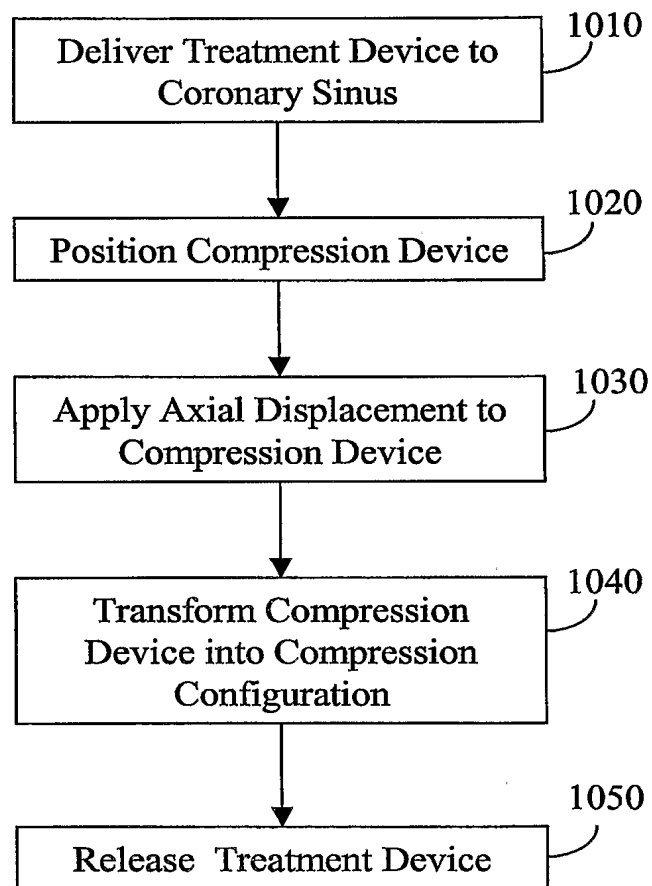 1010
Deliver Treatment Device to
Coronary Sinus
1020
Position Compression Device
1030
Apply Axial Displacement to
Compression Device
1040
Transform Compression
Device into Compression
Configuration
1050
Release Treatment Device